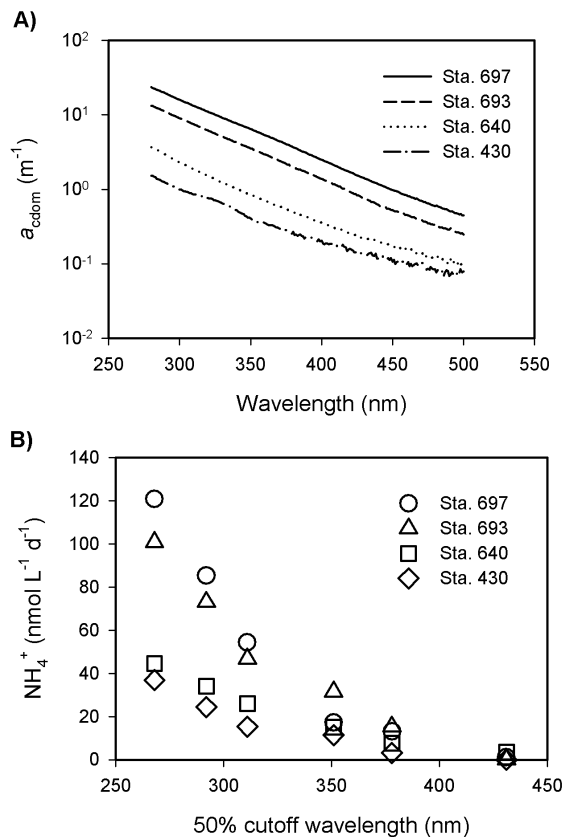 A)
10²
10¹
10⁰
10⁻¹
10⁻²
a_cdom (m⁻¹)
Sta. 697
Sta. 693
Sta. 640
Sta. 430
250 300 350 400 450 500 550
Wavelength (nm)
B)
140
120
100
80
60
40
20
0
NH₄⁺ (nmol L⁻¹ d⁻¹)
Sta. 697
Sta. 693
Sta. 640
Sta. 430
250 300 350 400 450
50% cutoff wavelength (nm)